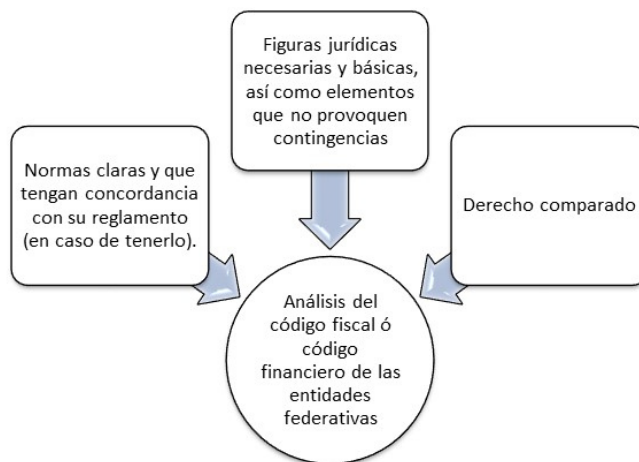 Figuras jurídicas
necesarias y básicas,
así como elementos
que no provoquen
contingencias
Normas claras y que
tengan concordancia
con su reglamento
(en caso de tenerlo).
Derecho comparado
Análisis del
código fiscal ó
código
financiero de las
entidades
federativas